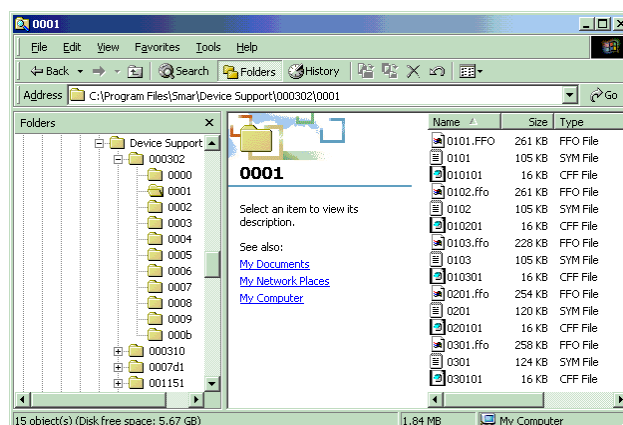 0001
File Edit View Favorites Tools Help
Back Search Folders History
Address C:\Program Files\Smar\Device Support\000302\0001 Go
Folders
Device Support
000302
0000
0001
0002
0003
0004
0005
0006
0007
0008
0009
000b
000310
0007d1
001151
0001
Select an item to view its
description.
See also:
My Documents
My Network Places
My Computer
Name Size Type
0101.FFO 261 KB FFO File
0101 105 KB SYM File
010101 16 KB CFF File
0102.ffo 261 KB FFO File
0102 105 KB SYM File
010201 16 KB CFF File
0103.ffo 228 KB FFO File
0103 105 KB SYM File
010301 16 KB CFF File
0201.ffo 254 KB FFO File
0201 120 KB SYM File
020101 16 KB CFF File
0301.ffo 258 KB FFO File
0301 124 KB SYM File
030101 16 KB CFF File
15 object(s) (Disk free space: 5.67 GB) 1.84 MB My Computer